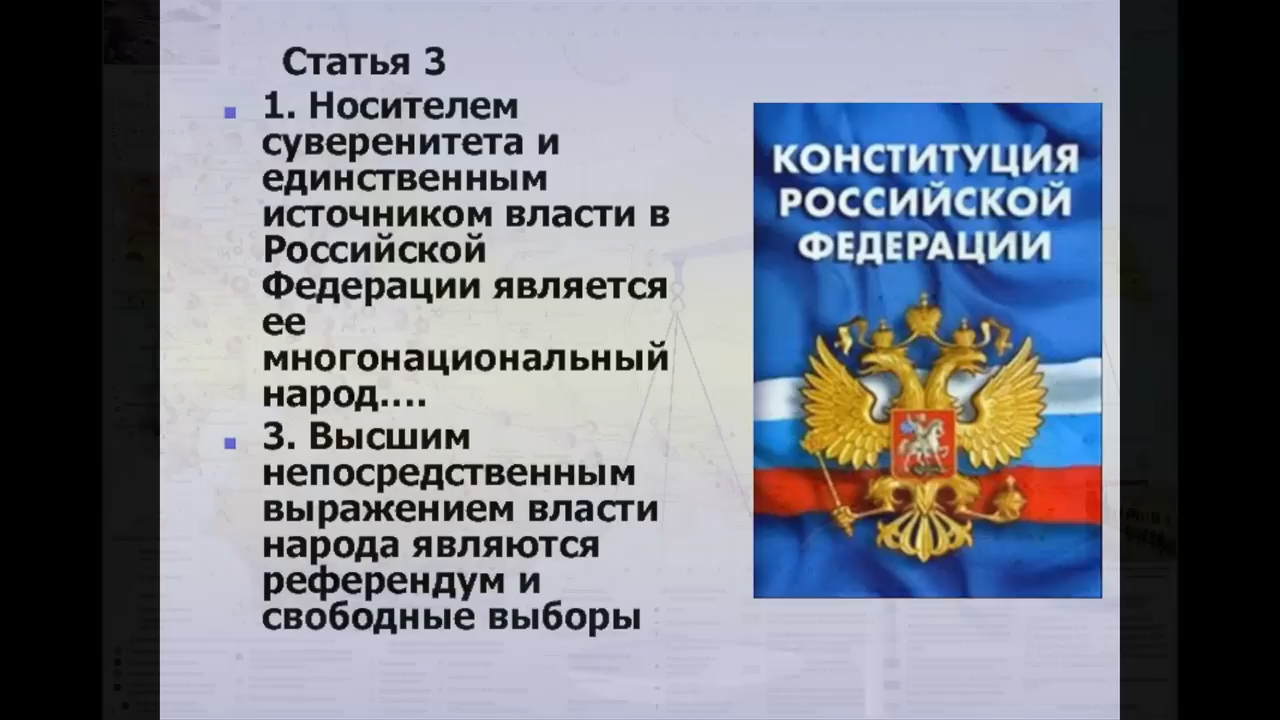 Статья 3
1. Носителем
суверенитета и
единственным
источником власти в
Российской
Федерации является
ее
многонациональный
народ....
3. Высшим
непосредственным
выражением власти
народа являются
референдум и
свободные выборы
КОНСТИТУЦИЯ
РОССИЙСКОЙ
ФЕДЕРАЦИИ